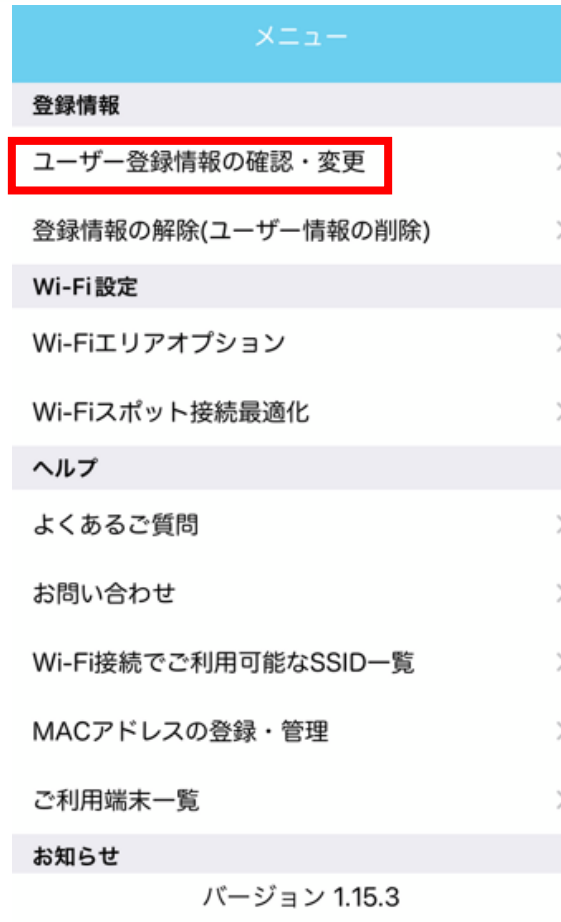 メニュー
登録情報
ユーザー登録情報の確認・変更
登録情報の解除(ユーザー情報の削除)
Wi-Fi設定
Wi-Fiエリアオプション
Wi-Fiスポット接続最適化
ヘルプ
よくあるご質問
お問い合わせ
Wi-Fi接続でご利用可能なSSID一覧
MACアドレスの登録・管理
ご利用端末一覧
お知らせ
バージョン 1.15.3